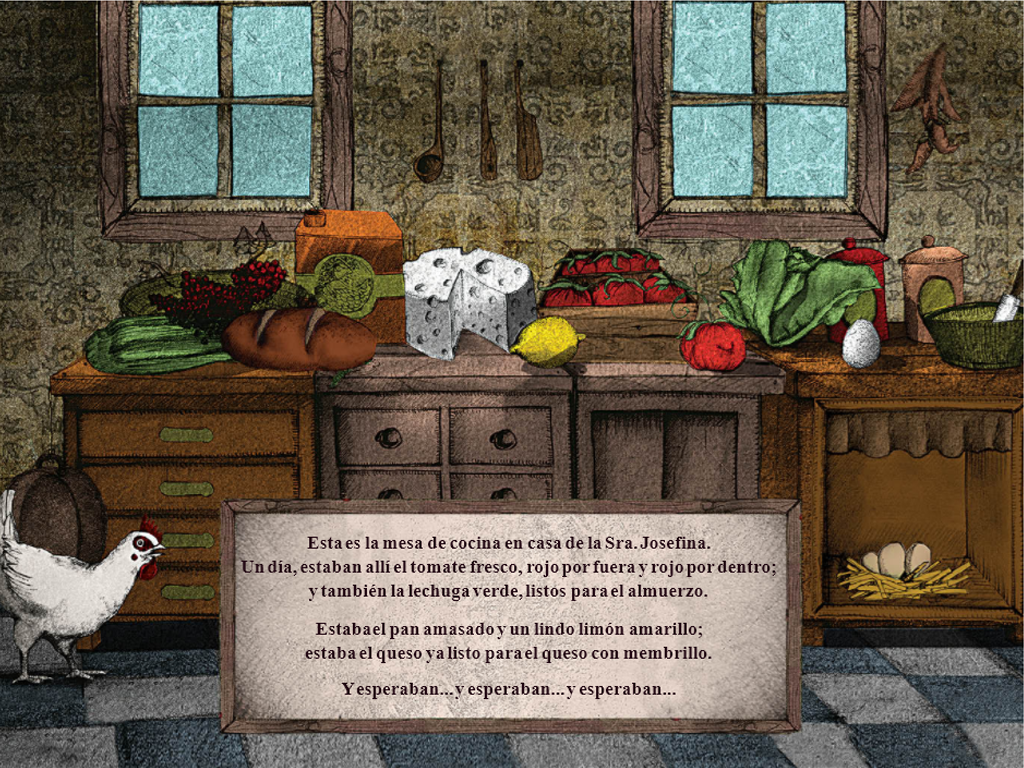 Esta es la mesa de cocina en casa de la Sra. Josefina.
Un día, estaban allí el tomate fresco, rojo por fuera y rojo por dentro;
y también la lechuga verde, listos para el almuerzo.
Estaba el pan amasado y un lindo limón amarillo;
estaba el queso ya listo para el queso con membrillo.
Y esperaban... y esperaban... y esperaban...